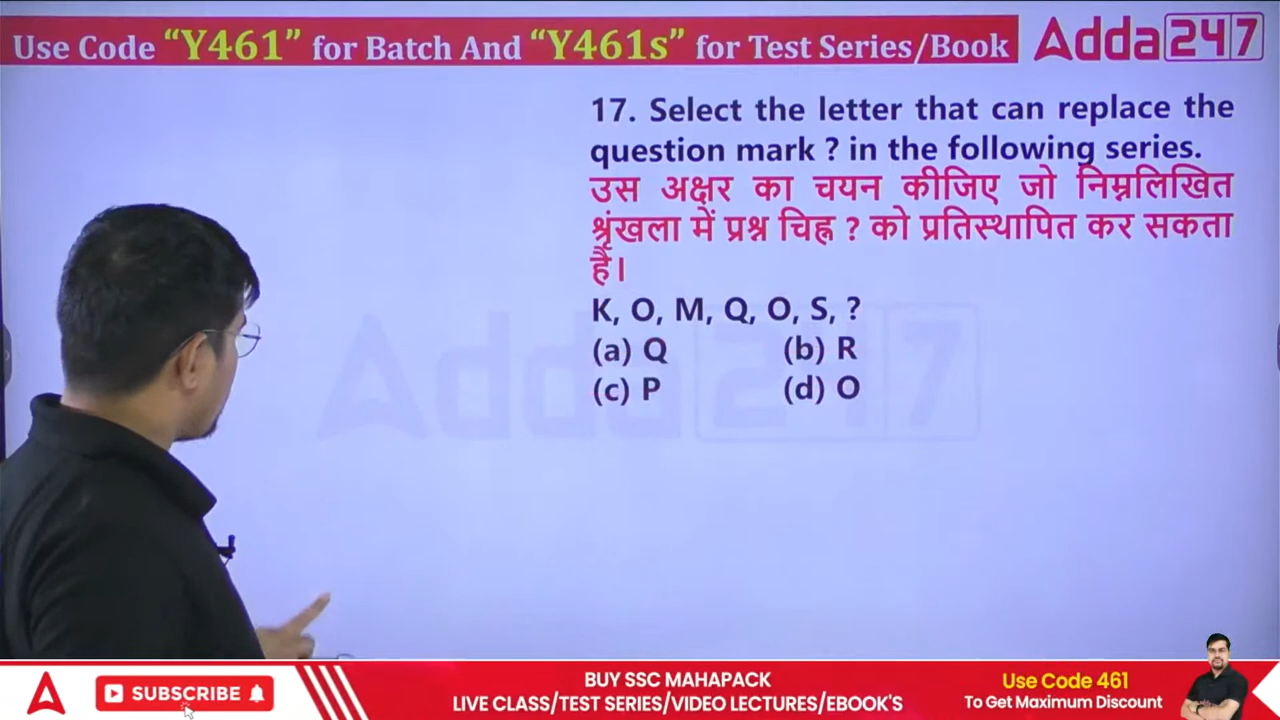 Use Code “Y461” for Batch And “Y461s” for Test Series/Book
Adda247
17. Select the letter that can replace the
question mark ? in the following series.
उस अक्षर का चयन कीजिए जो निम्नलिखित
श्रृंखला में प्रश्न चिह्न ? को प्रतिस्थापित कर सकता
है।
K, O, M, Q, O, S, ?
(a) Q (b) R
(c) P (d) O
Adda247
SUBSCRIBE
BUY SSC MAHAPACK
LIVE CLASS/TEST SERIES/VIDEO LECTURES/EBOOK'S
Use Code 461
To Get Maximum Discount